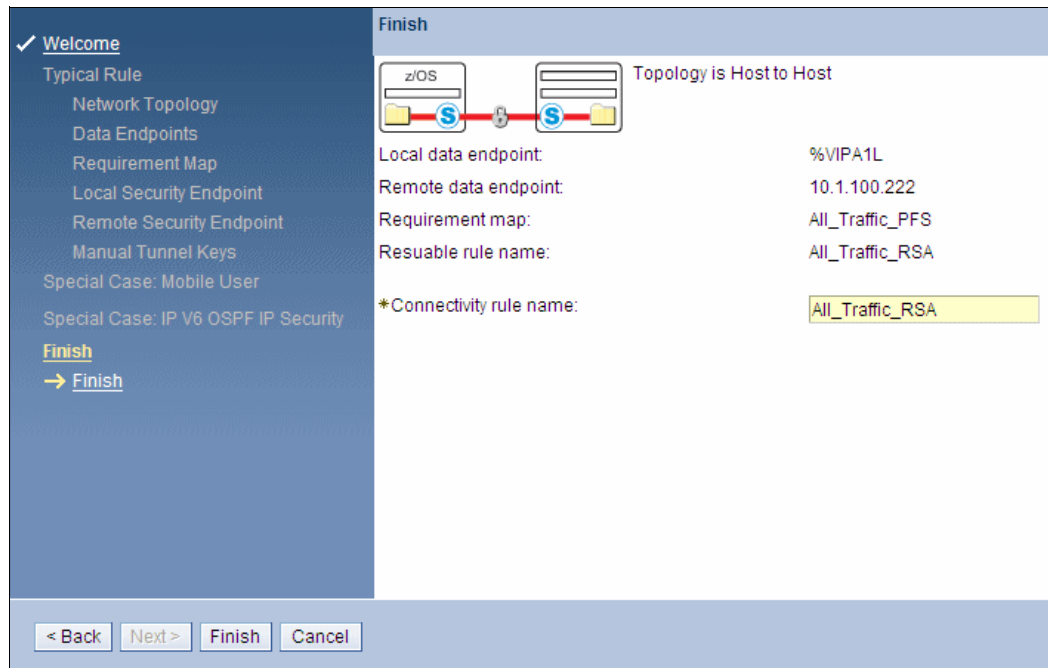 Welcome
Typical Rule
Network Topology
Data Endpoints
Requirement Map
Local Security Endpoint
Remote Security Endpoint
Manual Tunnel Keys
Special Case: Mobile User
Special Case: IP V6 OSPF IP Security
Finish
Finish
Finish
z/OS
S
S
Topology is Host to Host
Local data endpoint: %VIPA1L
Remote data endpoint: 10.1.100.222
Requirement map: All_Traffic_PFS
Resuable rule name: All_Traffic_RSA
*Connectivity rule name: All_Traffic_RSA
< Back Next > Finish Cancel